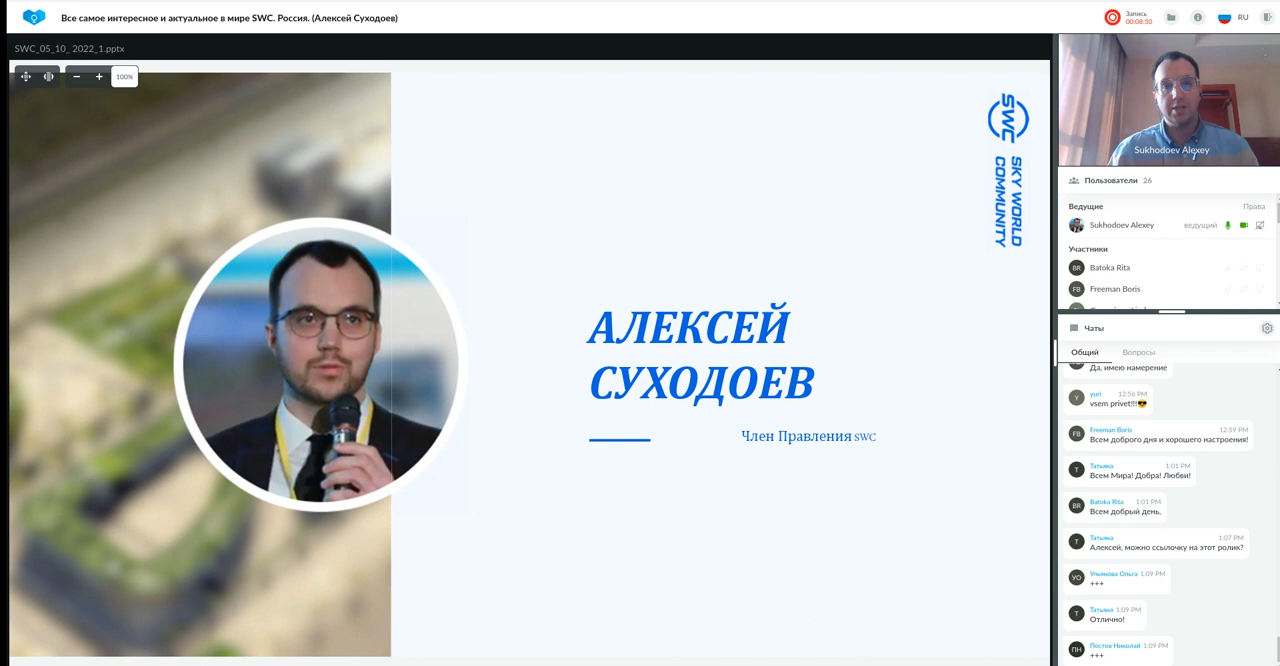 Все самое интересное и актуальное в мире SWC. Россия. (Алексей Суходоев)
Запись
00:08:50
RU
SWC_05_10_ 2022_1.pptx
100%
SWC
SKY WORLD
COMMUNITY
АЛЕКСЕЙ
СУХОДОЕВ
Член Правления SWC
Sukhodoev Alexey
Пользователи 26
Ведущие Права
Sukhodoev Alexey ведущий
Участники
BR Batoka Rita
FB Freeman Boris
Чаты
Общий Вопросы
Да, имею намерение
Y yuri 12:56 PM
vsem privet!!!😎
FB Freeman Boris 12:59 PM
Всем доброго дня и хорошего настроения!
T Татьяна 1:01 PM
Всем Мира! Добра! Любви!
BR Batoka Rita 1:01 PM
Всем добрый день,
T Татьяна 1:07 PM
Алексей, можно ссылочку на этот ролик?
УО Ульянова Ольга 1:09 PM
+++
T Татьяна 1:09 PM
Отлично!
ПН Пестов Николай 1:09 PM
+++